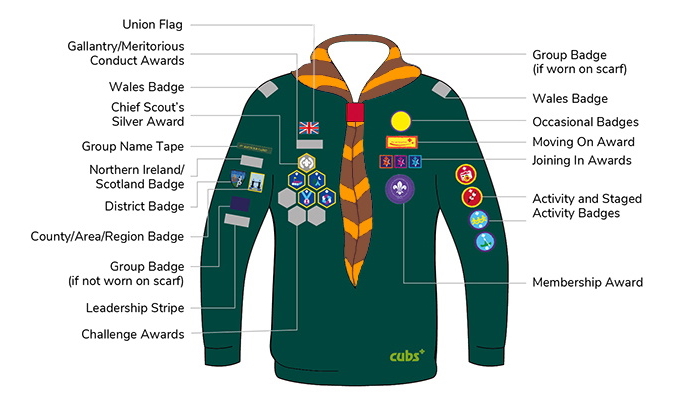 Union Flag
Gallantry/Meritorious
Conduct Awards
Wales Badge
Chief Scout's
Silver Award
Group Name Tape
Northern Ireland/
Scotland Badge
District Badge
County/Area/Region Badge
Group Badge
(if not worn on scarf)
Leadership Stripe
Challenge Awards
Group Badge
(if worn on scarf)
Wales Badge
Occasional Badges
Moving On Award
Joining In Awards
Activity and Staged
Activity Badges
Membership Award
cubs